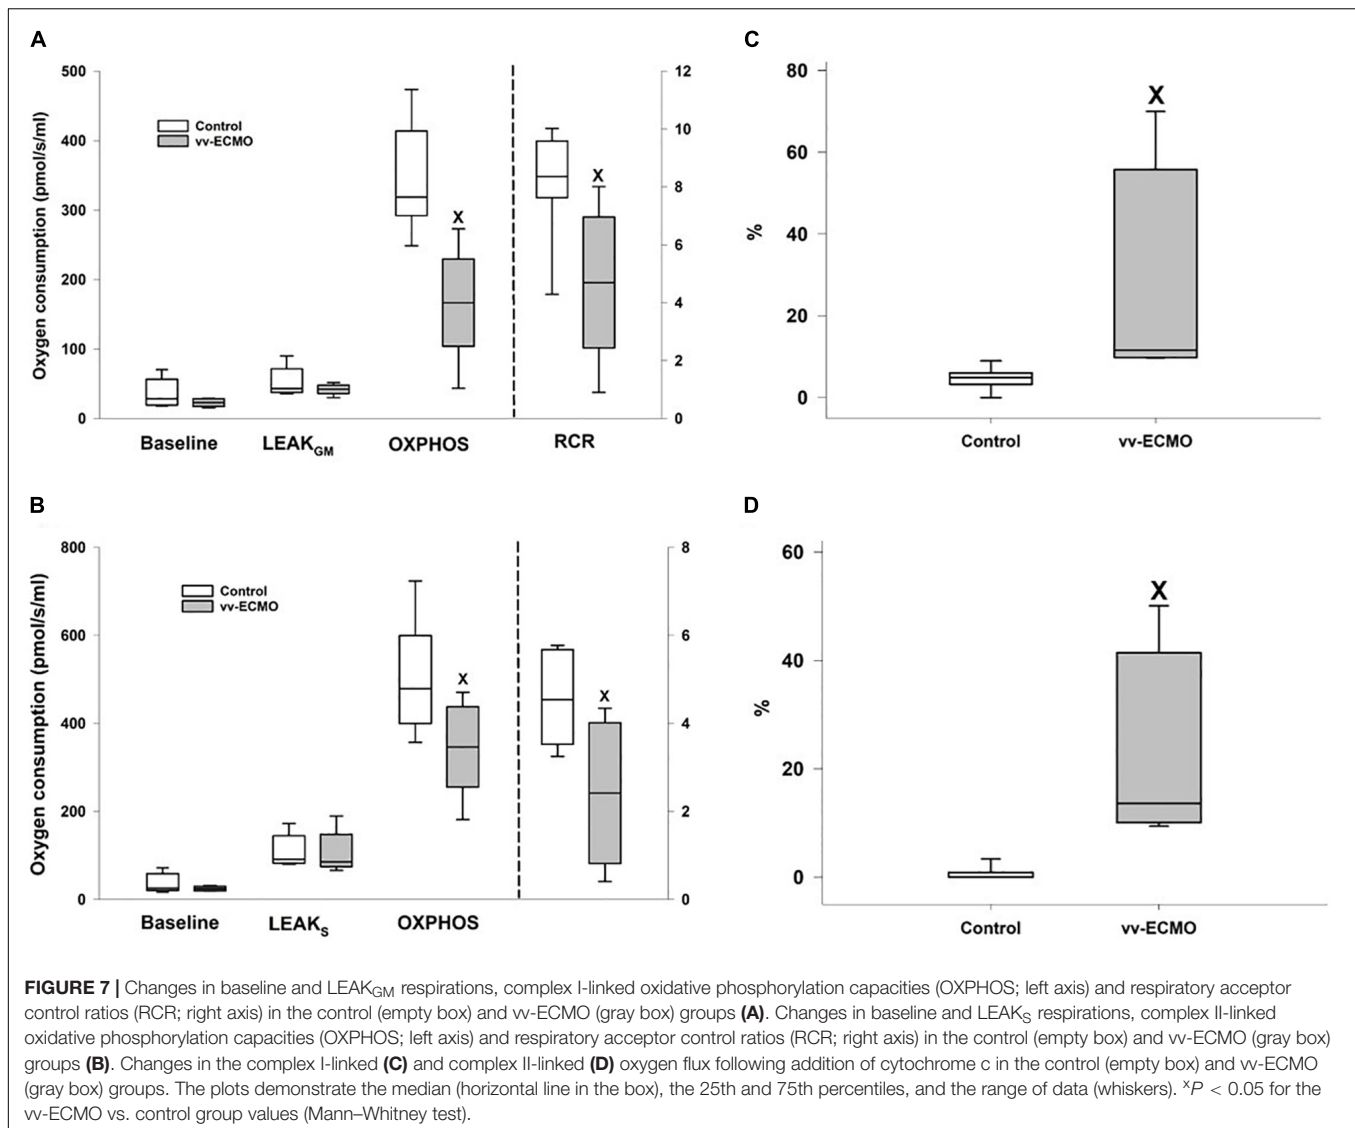 A
500
400
300
200
100
0
Oxygen consumption (pmol/s/ml)
Control
vv-ECMO
X
X
12
10
8
6
4
2
0
Baseline
LEAKGM
OXPHOS
RCR
C
80
60
40
20
0
%
X
Control
vv-ECMO
B
800
600
400
200
0
Oxygen consumption (pmol/s/ml)
Control
vv-ECMO
X
X
8
6
4
2
0
Baseline
LEAKS
OXPHOS
D
60
40
20
0
%
X
Control
vv-ECMO
FIGURE 7 | Changes in baseline and LEAKGM respirations, complex I-linked oxidative phosphorylation capacities (OXPHOS; left axis) and respiratory acceptor
control ratios (RCR; right axis) in the control (empty box) and vv-ECMO (gray box) groups (A). Changes in baseline and LEAKS respirations, complex II-linked
oxidative phosphorylation capacities (OXPHOS; left axis) and respiratory acceptor control ratios (RCR; right axis) in the control (empty box) and vv-ECMO (gray box)
groups (B). Changes in the complex I-linked (C) and complex II-linked (D) oxygen flux following addition of cytochrome c in the control (empty box) and vv-ECMO
(gray box) groups. The plots demonstrate the median (horizontal line in the box), the 25th and 75th percentiles, and the range of data (whiskers). xP < 0.05 for the
vv-ECMO vs. control group values (Mann–Whitney test).